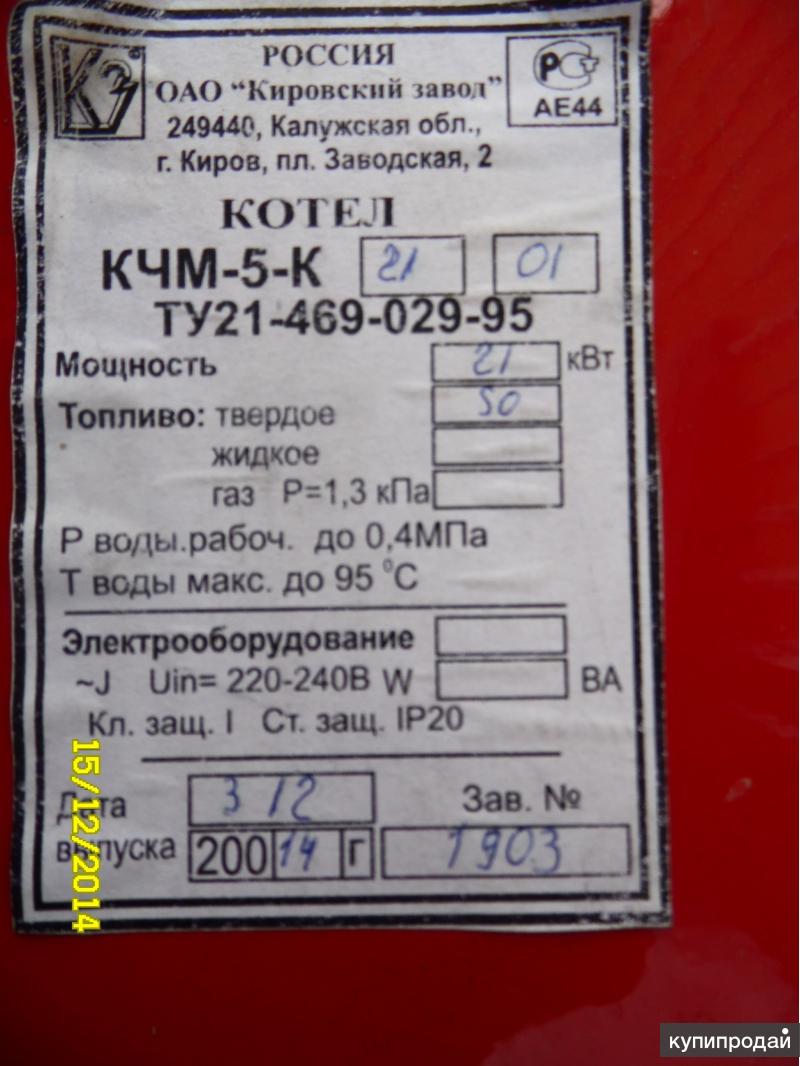 КЗ
РОССИЯ
ОАО "Кировский завод"
249440, Калужская обл.,
г. Киров, пл. Заводская, 2
РСТ
АЕ44
КОТЕЛ
КЧМ-5-К 21 01
ТУ21-469-029-95
Мощность 21 кВт
Топливо: твердое 50
жидкое
газ Р=1,3 кПа
Р воды.рабоч. до 0,4МПа
Т воды макс. до 95 °С
Электрооборудование
~J Uin= 220-240В W ВА
Кл. защ. I Ст. защ. IP20
Дата 3 12 Зав. №
выпуска 200 14 г 1903
15/12/2014
купипродай